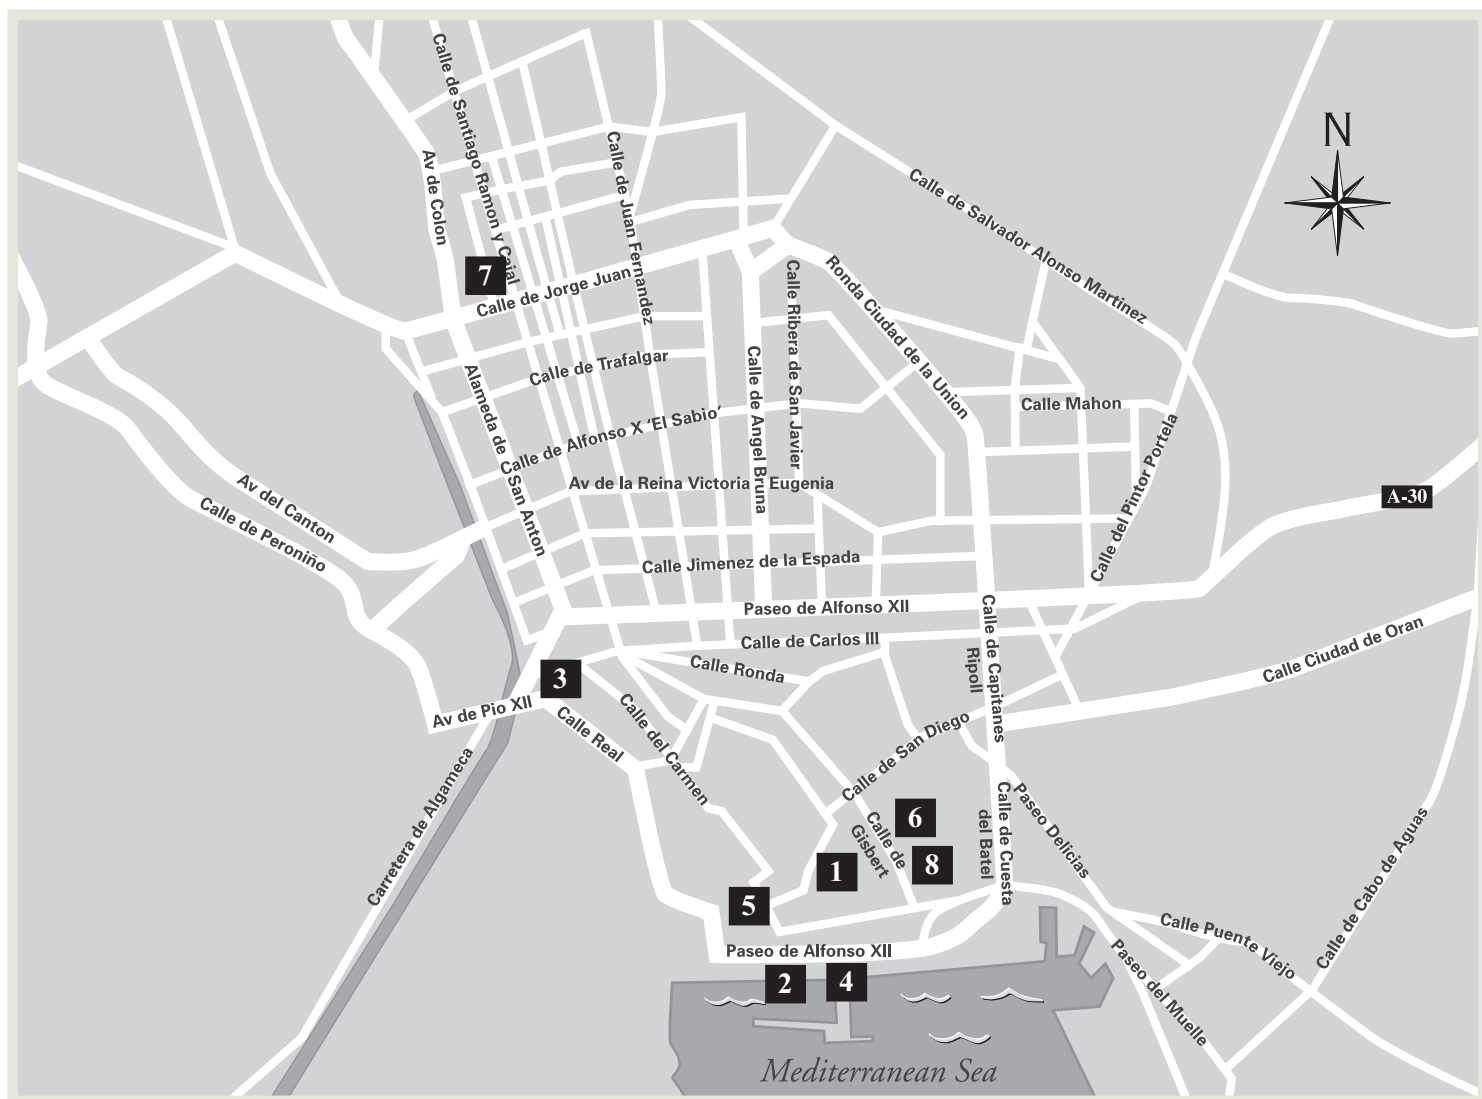 N
Calle de Santiago Ramon y Cajal
Av de Colon
Calle de Juan Fernandez
Calle de Salvador Alonso Martinez
7
Calle de Jorge Juan
Calle Ribera de San Javier
Ronda Ciudad de la Union
Calle de Trafalgar
Alameda de San Anton
Calle de Angel Bruna
Calle Mahon
Calle de Alfonso X ‘El Sabio’
Calle del Pintor Portela
Av de la Reina Victoria Eugenia
A-30
Av del Canton
Calle de Peroniño
Calle Jimenez de la Espada
Paseo de Alfonso XII
Calle de Carlos III
Calle de Capitanes
Ripoll
Calle Ciudad de Oran
Calle Ronda
3
Av de Pio XII
Calle Real
Calle del Carmen
Calle de San Diego
Carretera de Algameca
Calle de Cuesta
del Batel
Paseo Delicias
6
Calle de
Gisbert
8
1
5
Calle de Cabo de Aguas
Calle Puente Viejo
Paseo del Muelle
Paseo de Alfonso XII
2
4
Mediterranean Sea